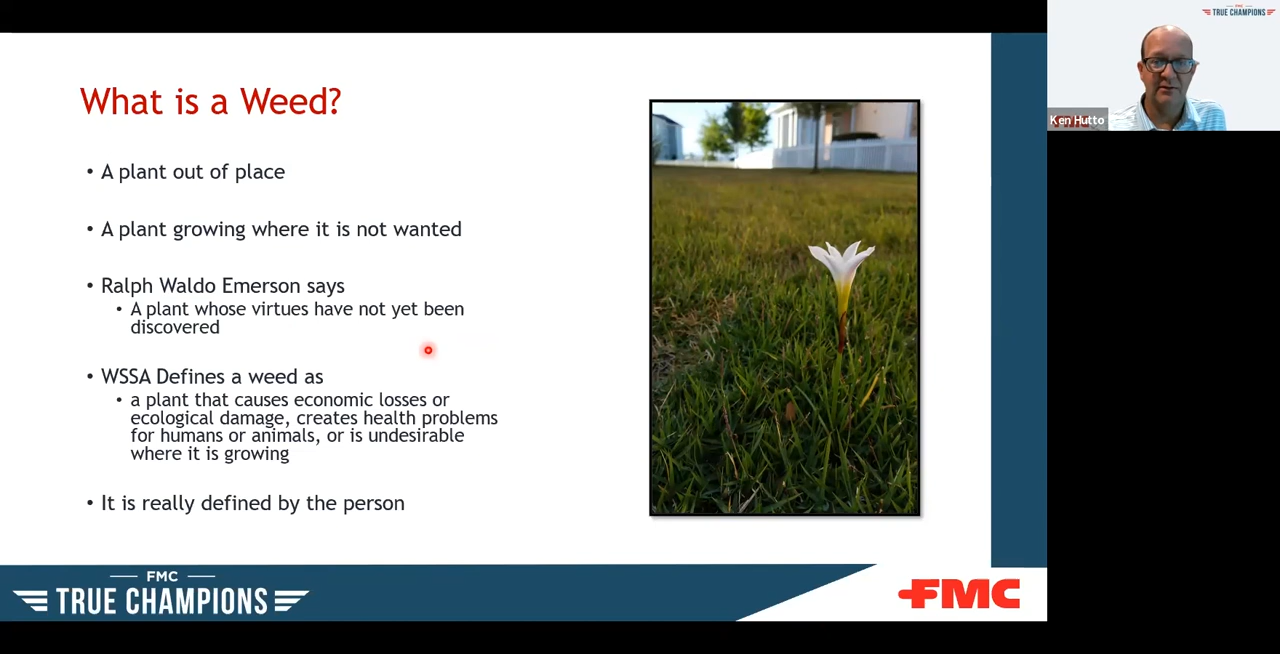 What is a Weed?
• A plant out of place
• A plant growing where it is not wanted
• Ralph Waldo Emerson says
• A plant whose virtues have not yet been
discovered
• WSSA Defines a weed as
• a plant that causes economic losses or
ecological damage, creates health problems
for humans or animals, or is undesirable
where it is growing
• It is really defined by the person
FMC
TRUE CHAMPIONS
FMC
FMC
TRUE CHAMPIONS
Ken Hutto